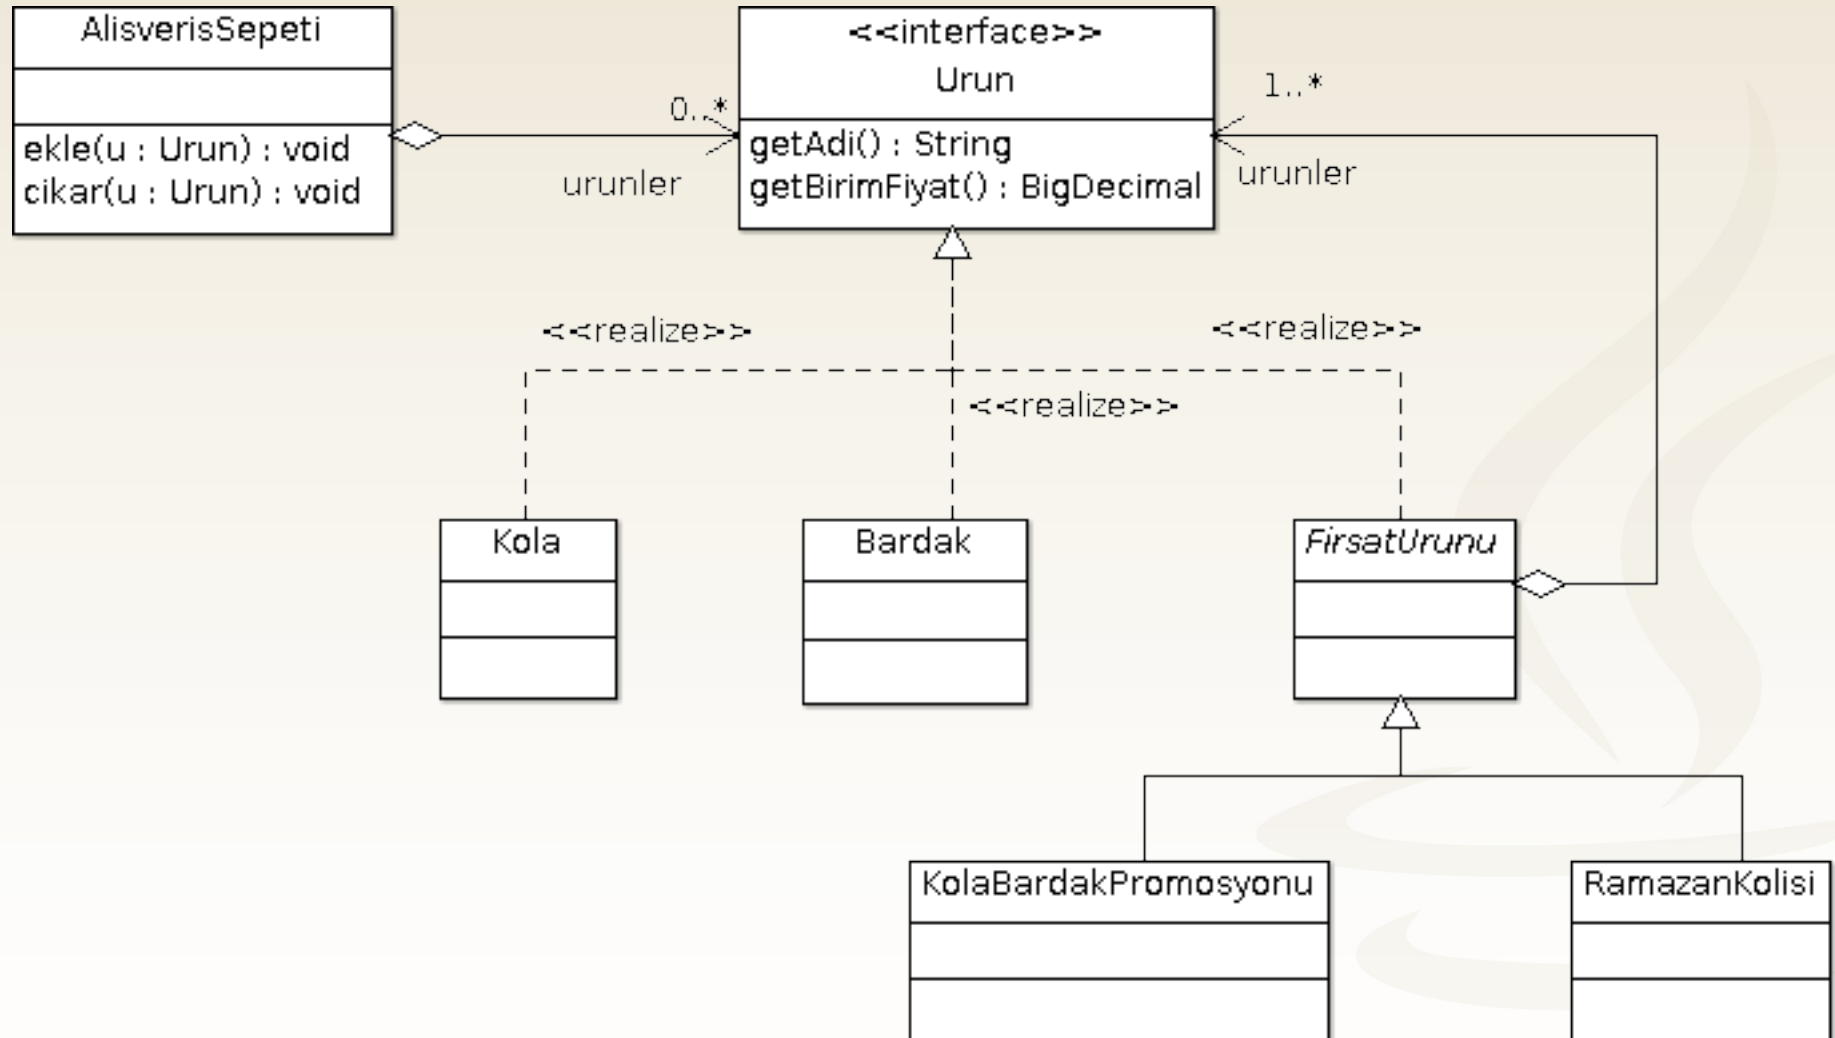 AlisverisSepeti
ekle(u : Urun) : void
cikar(u : Urun) : void
0..*
urunler
<<interface>>
Urun
getAdi() : String
getBirimFiyat() : BigDecimal
1..*
urunler
<<realize>>
<<realize>>
<<realize>>
Kola
Bardak
FirsatUrunu
KolaBardakPromosyonu
RamazanKolisi